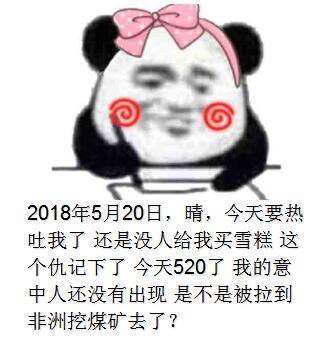 2018年5月20日，晴，今天要热
吐我了 还是没人给我买雪糕 这
个仇记下了 今天520了 我的意
中人还没有出现 是不是被拉到
非洲挖煤矿去了？